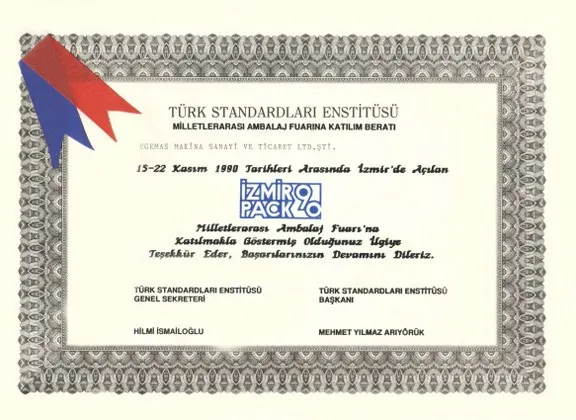 TÜRK STANDARDLARI ENSTİTÜSÜ
MİLLETLERARASI AMBALAJ FUARINA KATILIM BERATI
EGEMAS MAKİNA SANAYİ VE TİCARET LTD.ŞTİ.
15-22 Kasım 1990 Tarihleri Arasında İzmir'de Açılan
İZMİR 90
PACK
Milletlerarası Ambalaj Fuarı'na
Katılmakla Göstermiş Olduğunuz İlgiye
Teşekkür Eder, Başarılarınızın Devamını Dileriz.
TÜRK STANDARDLARI ENSTİTÜSÜ TÜRK STANDARDLARI ENSTİTÜSÜ
GENEL SEKRETERİ BAŞKANI
HİLMİ İSMAİLOĞLU MEHMET YILMAZ ARIYÖRÜK